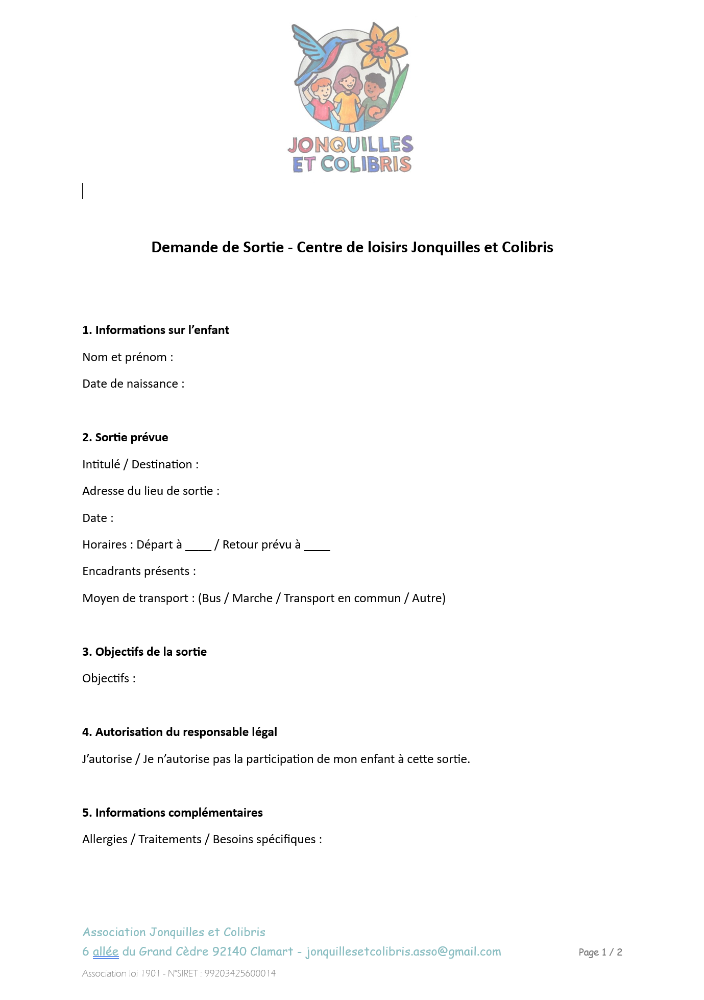 JONQUILLES
ET COLIBRIS
Demande de Sortie - Centre de loisirs Jonquilles et Colibris
1. Informations sur l’enfant
Nom et prénom :
Date de naissance :
2. Sortie prévue
Intitulé / Destination :
Adresse du lieu de sortie :
Date :
Horaires : Départ à ____ / Retour prévu à ____
Encadrants présents :
Moyen de transport : (Bus / Marche / Transport en commun / Autre)
3. Objectifs de la sortie
Objectifs :
4. Autorisation du responsable légal
J’autorise / Je n’autorise pas la participation de mon enfant à cette sortie.
5. Informations complémentaires
Allergies / Traitements / Besoins spécifiques :
Association Jonquilles et Colibris
6 allée du Grand Cèdre 92140 Clamart - jonquillesetcolibris.asso@gmail.com Page 1 / 2
Association loi 1901 - N°SIRET : 99203425600014